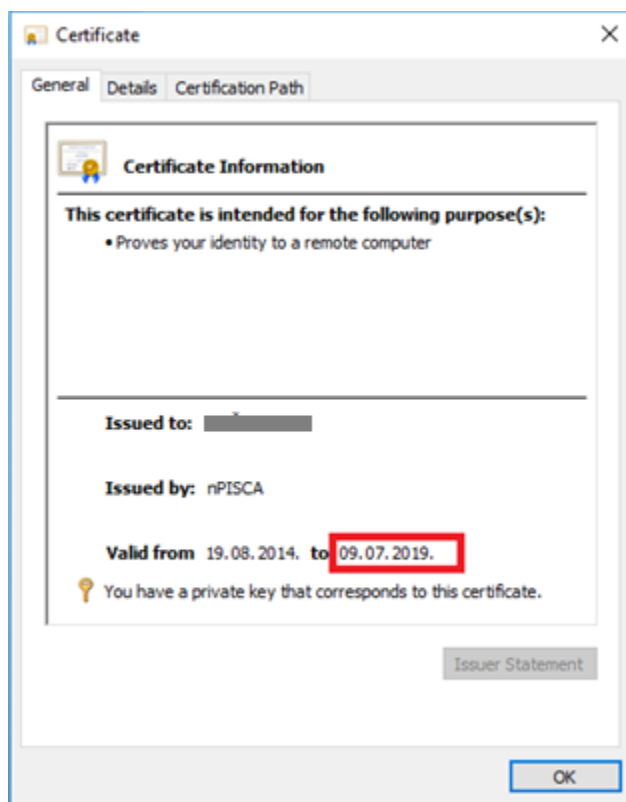 Certificate
General Details Certification Path
Certificate Information
This certificate is intended for the following purpose(s):
• Proves your identity to a remote computer
Issued to:
Issued by: nPISCA
Valid from 19.08.2014. to 09.07.2019.
You have a private key that corresponds to this certificate.
Issuer Statement
OK